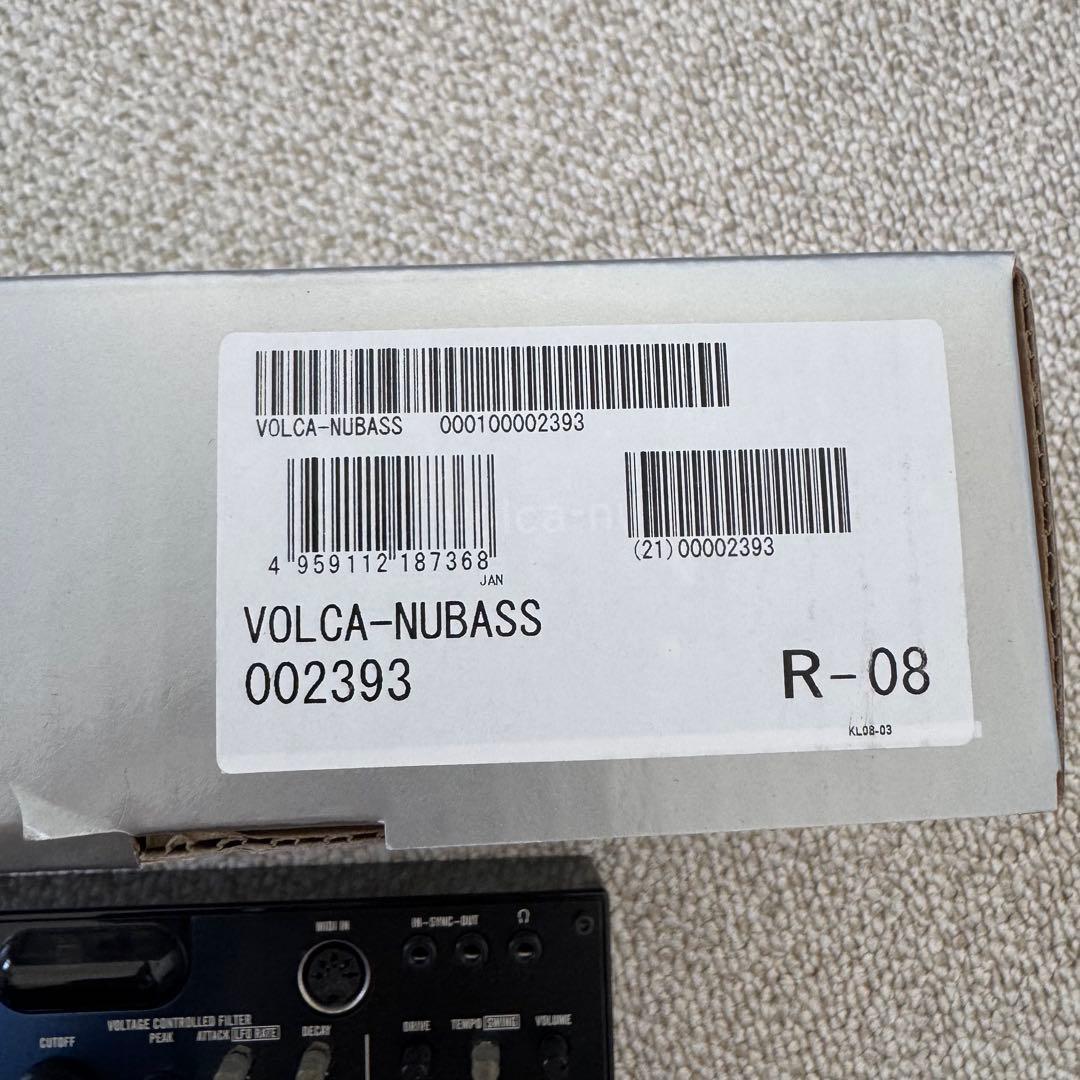 VOLCA-NUBASS 000100002393
4 959112 187368
JAN
(21)00002393
VOLCA-NUBASS
002393
R-08
KL08-03
MIDI IN
IN-SYNC-OUT
VOLTAGE CONTROLLED FILTER
CUTOFF
PEAK
ATTACK LFO RATE
DECAY
DRIVE
TEMPO SWING
VOLUME